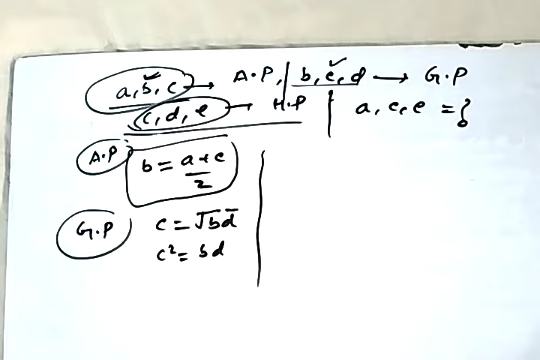 a, b, c → A.P, | b, c, d → G.P
c, d, e → H.P | a, c, e = ?
A.P b = a+c/2
G.P c = √bd
c² = bd